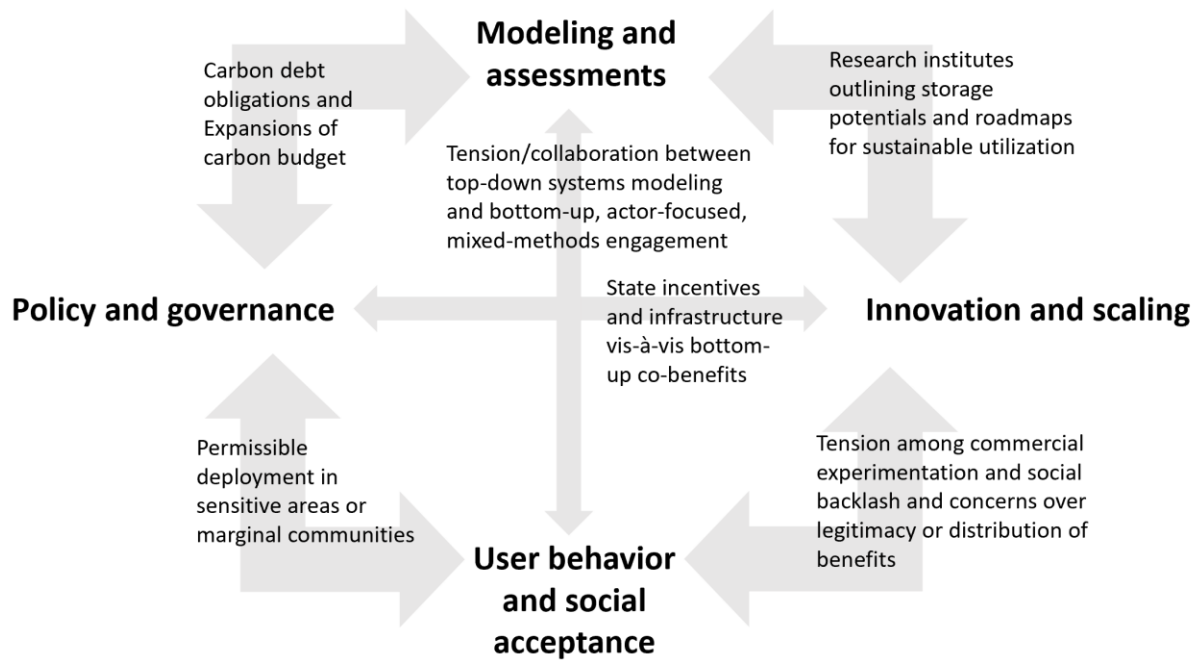 Modeling and
assessments
Carbon debt
obligations and
Expansions of
carbon budget
Research institutes
outlining storage
potentials and roadmaps
for sustainable utilization
Tension/collaboration between
top-down systems modeling
and bottom-up, actor-focused,
mixed-methods engagement
Policy and governance
State incentives
and infrastructure
vis-à-vis bottom-
up co-benefits
Innovation and scaling
Permissible
deployment in
sensitive areas or
marginal communities
Tension among commercial
experimentation and social
backlash and concerns over
legitimacy or distribution of
benefits
User behavior
and social
acceptance